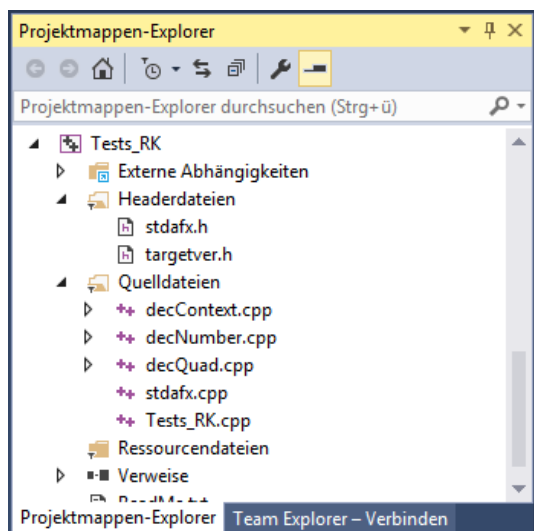 Projektmappen-Explorer
Projektmappen-Explorer durchsuchen (Strg+ü)
Tests_RK
Externe Abhängigkeiten
Headerdateien
stdafx.h
targetver.h
Quelldateien
decContext.cpp
decNumber.cpp
decQuad.cpp
stdafx.cpp
Tests_RK.cpp
Ressourcendateien
Verweise
Projektmappen-Explorer Team Explorer – Verbinden